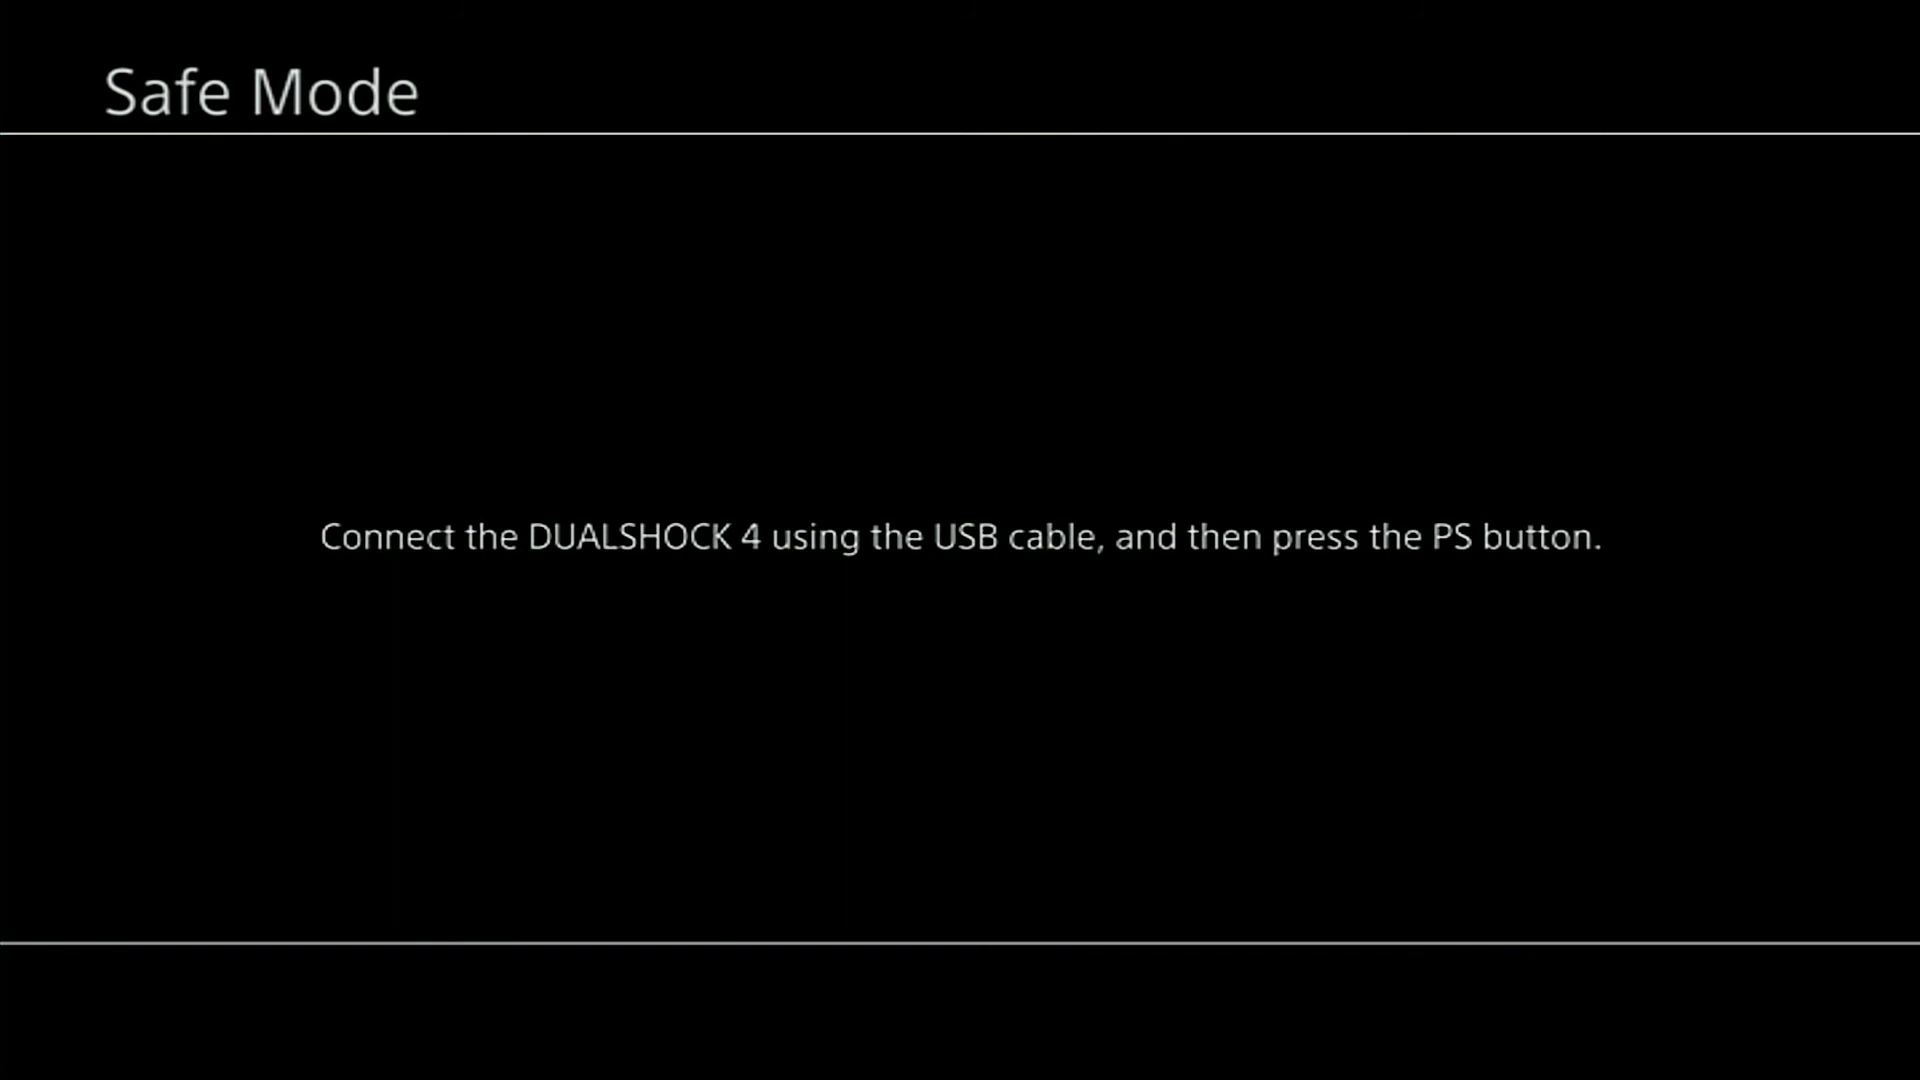 Safe Mode
Connect the DUALSHOCK 4 using the USB cable, and then press the PS button.